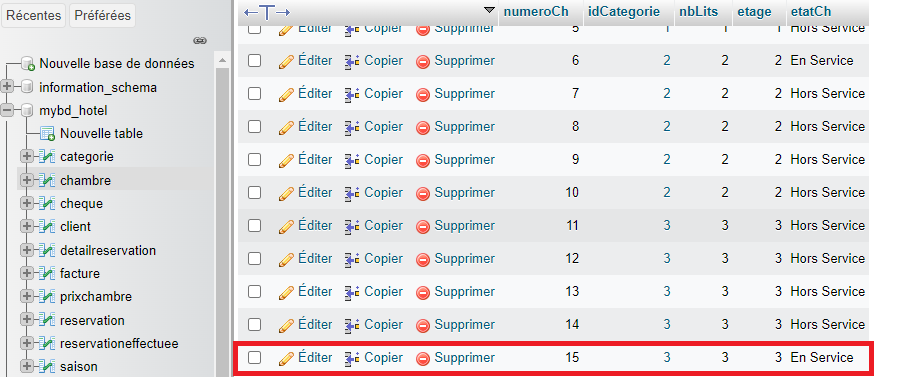 Récentes Préférées
Nouvelle base de données
information_schema
mybd_hotel
Nouvelle table
categorie
chambre
cheque
client
detailreservation
facture
prixchambre
reservation
reservationeffectuee
saison
numeroCh idCategorie nbLits etage etatCh
Éditer Copier Supprimer 5 1 1 1 Hors Service
Éditer Copier Supprimer 6 2 2 2 En Service
Éditer Copier Supprimer 7 2 2 2 Hors Service
Éditer Copier Supprimer 8 2 2 2 Hors Service
Éditer Copier Supprimer 9 2 2 2 Hors Service
Éditer Copier Supprimer 10 2 2 2 Hors Service
Éditer Copier Supprimer 11 3 3 3 Hors Service
Éditer Copier Supprimer 12 3 3 3 Hors Service
Éditer Copier Supprimer 13 3 3 3 Hors Service
Éditer Copier Supprimer 14 3 3 3 Hors Service
Éditer Copier Supprimer 15 3 3 3 En Service